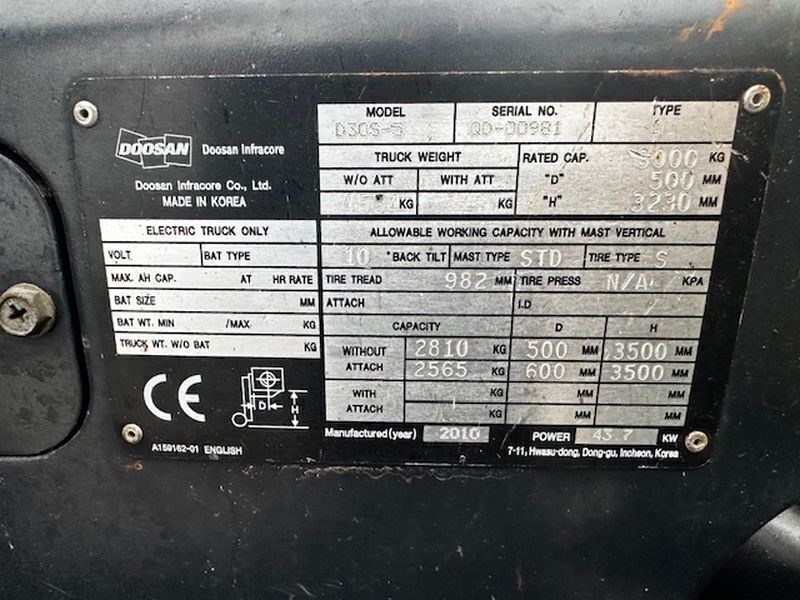 MODEL SERIAL NO. TYPE
D30S-5 QD-00981
DOOSAN Doosan Infracore
Doosan Infracore Co., Ltd.
MADE IN KOREA
TRUCK WEIGHT RATED CAP. 3000 KG
W/O ATT WITH ATT "D" 500 MM
KG KG "H" 3230 MM
ELECTRIC TRUCK ONLY
VOLT BAT TYPE
MAX. AH CAP. AT HR RATE
BAT SIZE MM
BAT WT. MIN /MAX KG
TRUCK WT. W/O BAT KG
ALLOWABLE WORKING CAPACITY WITH MAST VERTICAL
10 BACK TILT MAST TYPE STD TIRE TYPE S
TIRE TREAD 982 MM TIRE PRESS N/A KPA
ATTACH I.D
CAPACITY D H
WITHOUT ATTACH 2810 KG 500 MM 3500 MM
2565 KG 600 MM 3500 MM
WITH ATTACH KG MM MM
KG MM MM
CE
D H
Manufactured (year) 2010 POWER 43.7 KW
A159162-01 ENGLISH
7-11, Hwasu-dong, Dong-gu, Incheon, Korea